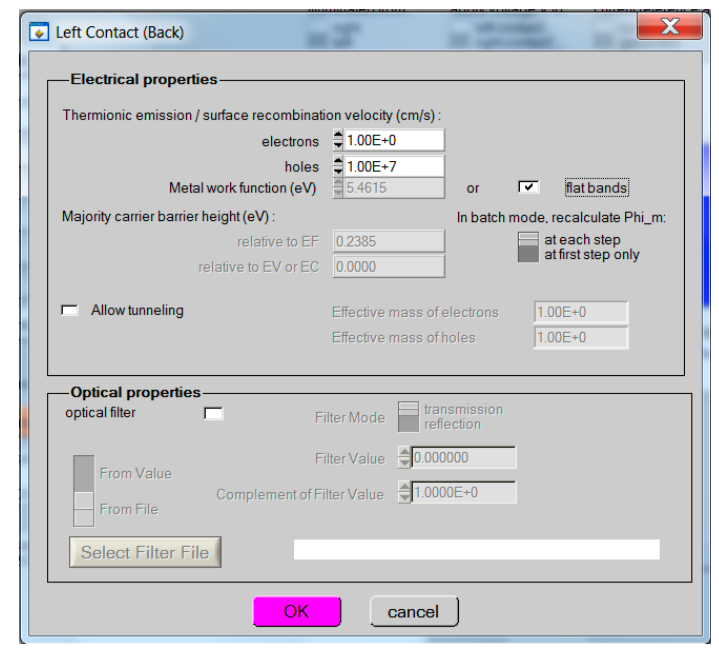 Left Contact (Back)
X
Electrical properties
Thermionic emission / surface recombination velocity (cm/s) :
electrons 1.00E+0
holes 1.00E+7
Metal work function (eV) 5.4615 or flat bands
Majority carrier barrier height (eV) : In batch mode, recalculate Phi_m:
relative to EF 0.2385 at each step
at first step only
relative to EV or EC 0.0000
Allow tunneling Effective mass of electrons 1.00E+0
Effective mass of holes 1.00E+0
Optical properties
optical filter Filter Mode transmission
reflection
Filter Value 0.000000
From Value
Complement of Filter Value 1.0000E+0
From File
Select Filter File
OK cancel